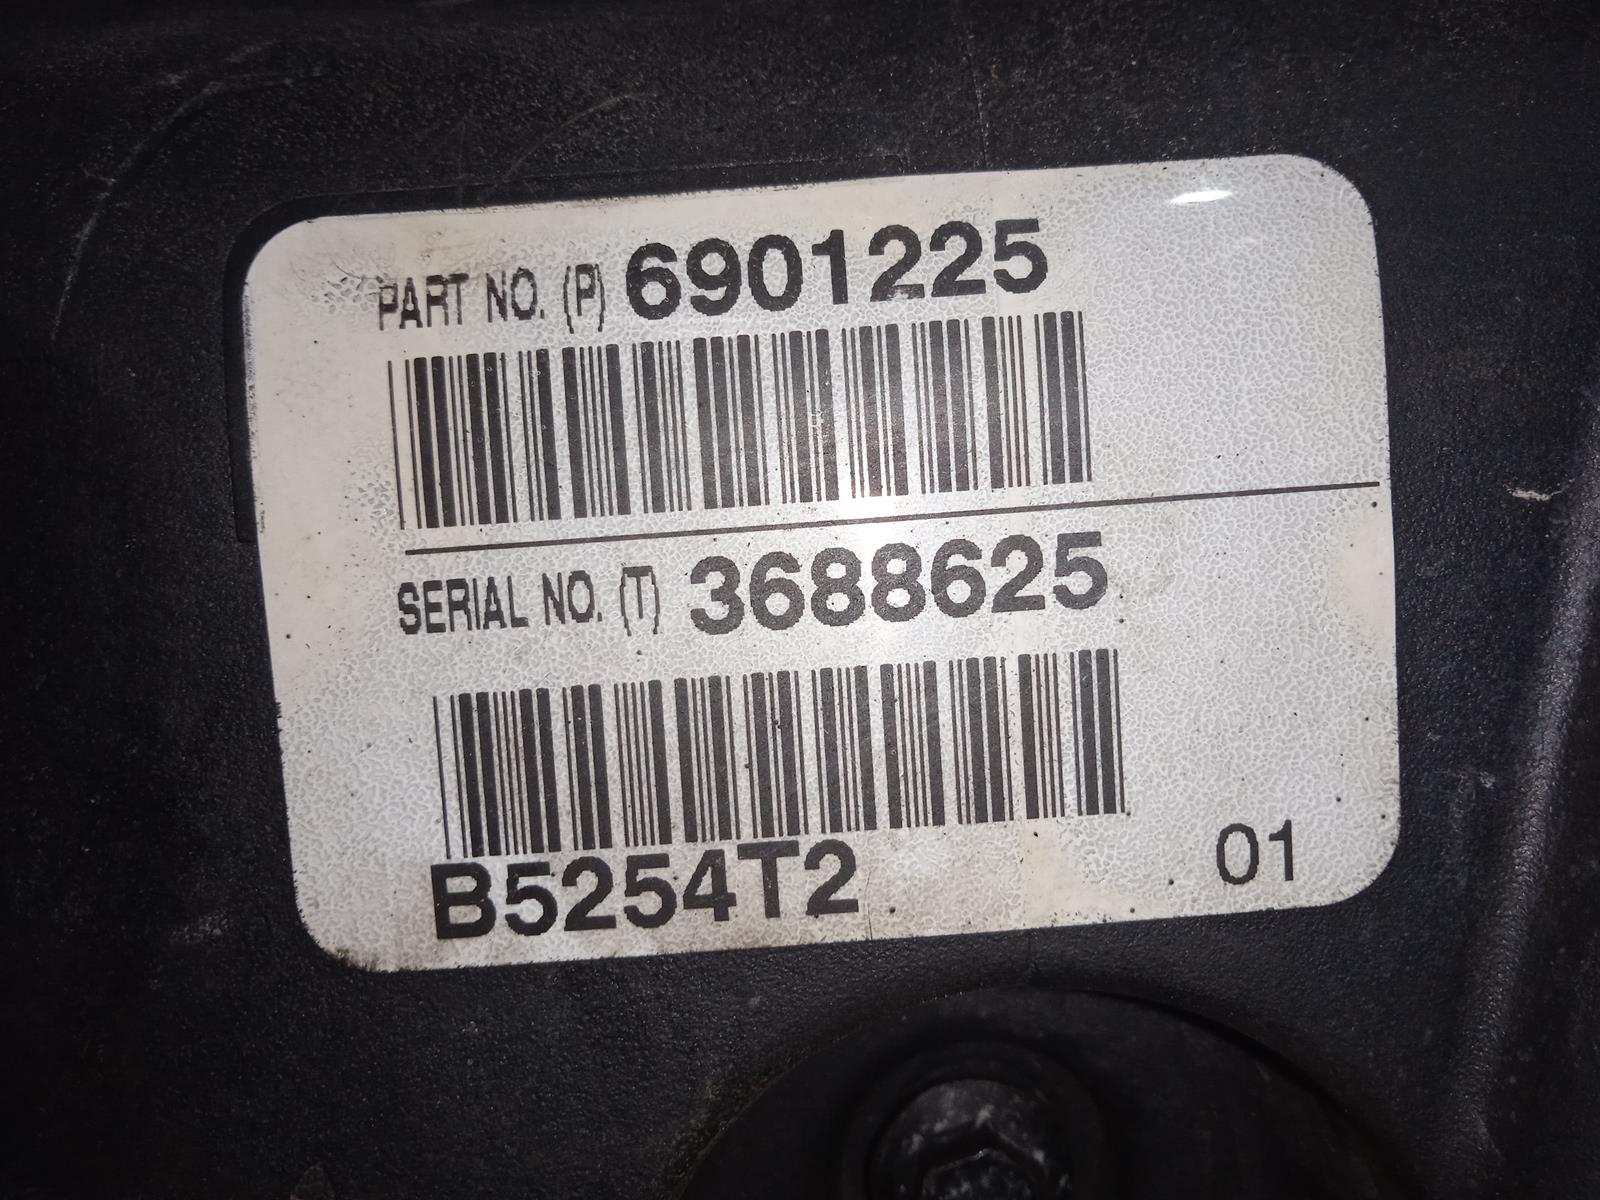 PART NO. (P) 6901225
SERIAL NO. (T) 3688625
B5254T2 01